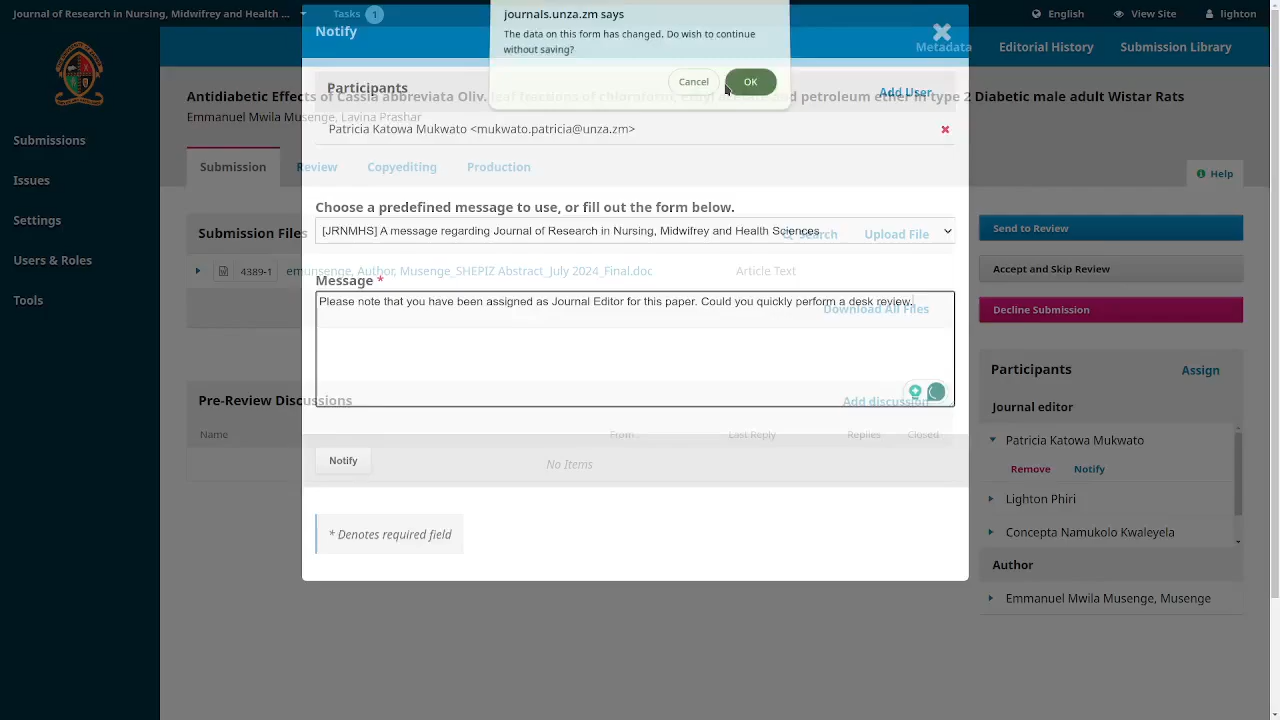 Journal of Research in Nursing, Midwifrey and Health ...
Tasks 1
English
View Site
lighton
journals.unza.zm says
The data on this form has changed. Do wish to continue
without saving?
Cancel
OK
Notify
Metadata
Editorial History
Submission Library
Participants
Add User
Antidiabetic Effects of Cassia abbreviata Oliv. leaf fractions of chloroform, ethyl acetate and petroleum ether in type 2 Diabetic male adult Wistar Rats
Emmanuel Mwila Musenge, Lavina Prashar
Patricia Katowa Mukwato <mukwato.patricia@unza.zm>
Submissions
Issues
Settings
Users & Roles
Tools
Submission
Review
Copyediting
Production
Help
Choose a predefined message to use, or fill out the form below.
[JRNMHS] A message regarding Journal of Research in Nursing, Midwifrey and Health Sciences
Submission Files
Search
Upload File
4389-1
emunsenge, Author, Musenge_SHEPIZ Abstract_July 2024_Final.doc
Article Text
Message *
Please note that you have been assigned as Journal Editor for this paper. Could you quickly perform a desk review.
Download All Files
Send to Review
Accept and Skip Review
Decline Submission
Participants
Assign
Journal editor
Patricia Katowa Mukwato
Remove
Notify
Lighton Phiri
Concepta Namukolo Kwaleyela
Author
Emmanuel Mwila Musenge, Musenge
Pre-Review Discussions
Add discussion
Name
From
Last Reply
Replies
Closed
No Items
Notify
* Denotes required field